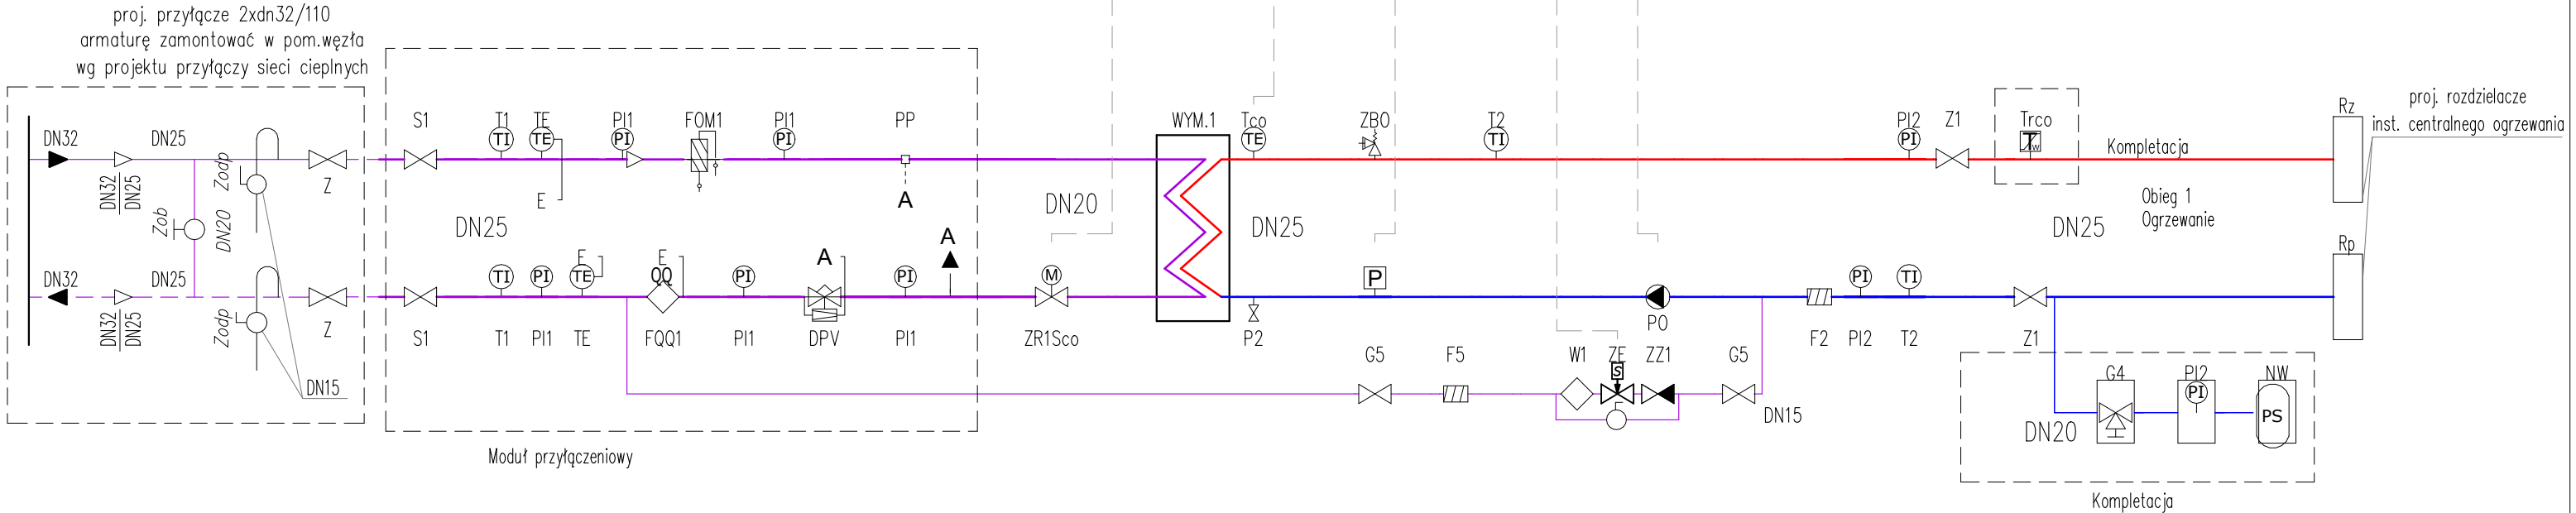 proj. przyłącze 2xdn32/110
armaturę zamontować w pom.węzła
wg projektu przyłączy sieci cieplnych
DN32
DN25
DN32
DN25
Zodp
Z
Zob
DN20
DN32
DN25
DN32
DN25
Zodp
Z
DN15
S1
T1
TI
TE
TE
E
PI1
PI
FOM1
PI1
PI
PP
A
DN25
S1
TI
T1
PI
PI1
E
TE
TE
E
QQ
FQQ1
PI
PI1
A
DPV
PI
PI1
A
Moduł przyłączeniowy
DN20
M
ZR1Sco
WYM.1
Tco
TE
ZBO
T2
TI
DN25
P2
P
PO
G5
F5
W1
ZE
S
ZZ1
G5
DN15
F2
PI
PI2
TI
T2
PI2
PI
Z1
Trco
Tw
Kompletacja
Obieg 1
Ogrzewanie
DN25
Z1
Rz
Rp
proj. rozdzielacze
inst. centralnego ogrzewania
DN20
G4
PI2
PI
NW
PS
Kompletacja